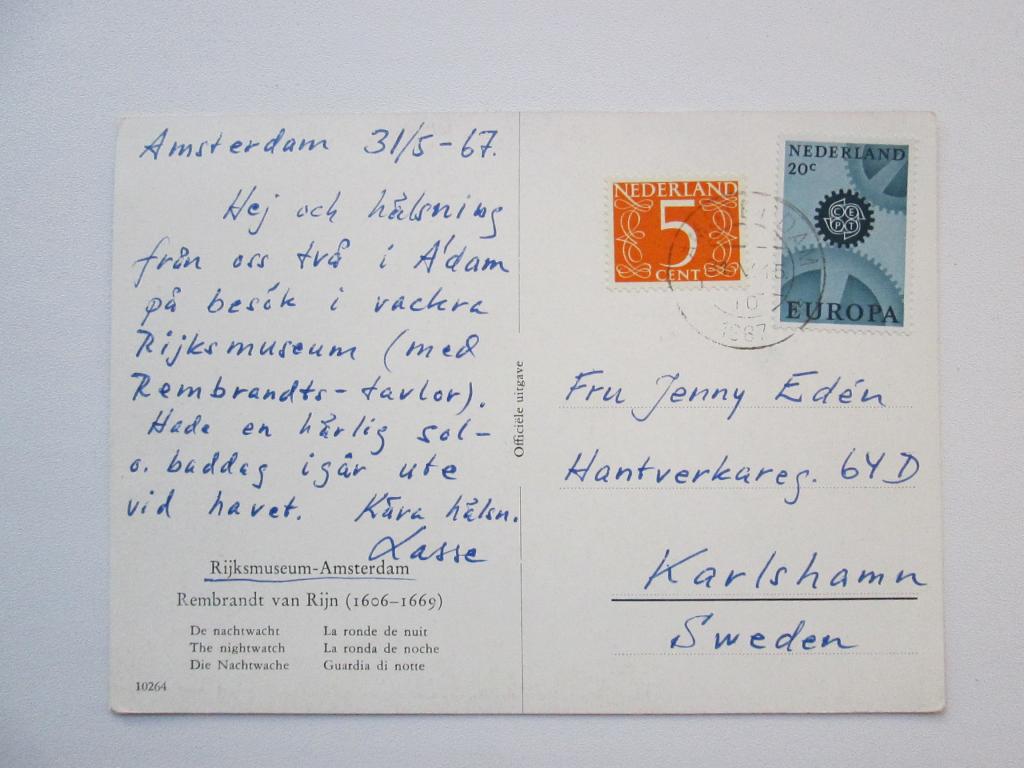 Amsterdam 31/5-67.
Hej och hälsning
från oss två i A'dam
på besök i vackra
Rijksmuseum (med
Rembrandts-tavlor).
Hade en härlig sol-
o. baddag igår ute
vid havet. Kära hälsn.
Lasse
Rijksmuseum-Amsterdam
Rembrandt van Rijn (1606–1669)
De nachtwacht La ronde de nuit
The nightwatch La ronda de noche
Die Nachtwache Guardia di notte
10264
Officiële uitgave
NEDERLAND
5
CENT
NEDERLAND
20c
CEPT
EUROPA
1967
Fru Jenny Edén
Hantverkareg. 64 D
Karlshamn
Sweden